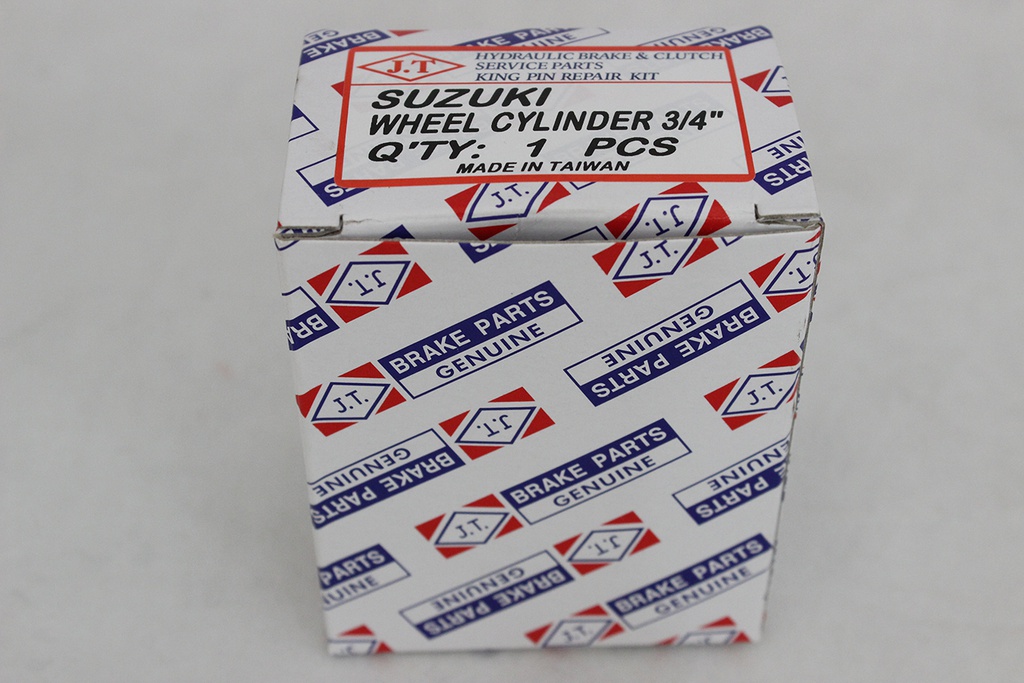 J.T
HYDRAULIC BRAKE & CLUTCH
SERVICE PARTS
KING PIN REPAIR KIT
SUZUKI
WHEEL CYLINDER 3/4"
Q'TY: 1 PCS
MADE IN TAIWAN
J.T.
J.T.
J.T.
J.T.
J.T.
BRAKE PARTS
GENUINE
BRAKE PARTS
GENUINE
J.T.
J.T.
J.T.
BRAKE PARTS
GENUINE
BRAKE PARTS
GENUINE
BRAKE PARTS
GENUINE
J.T.
J.T.
PARTS
GENUINE
BRAKE PARTS
GENUINE
BRAKE PARTS
GENUINE
J.T.